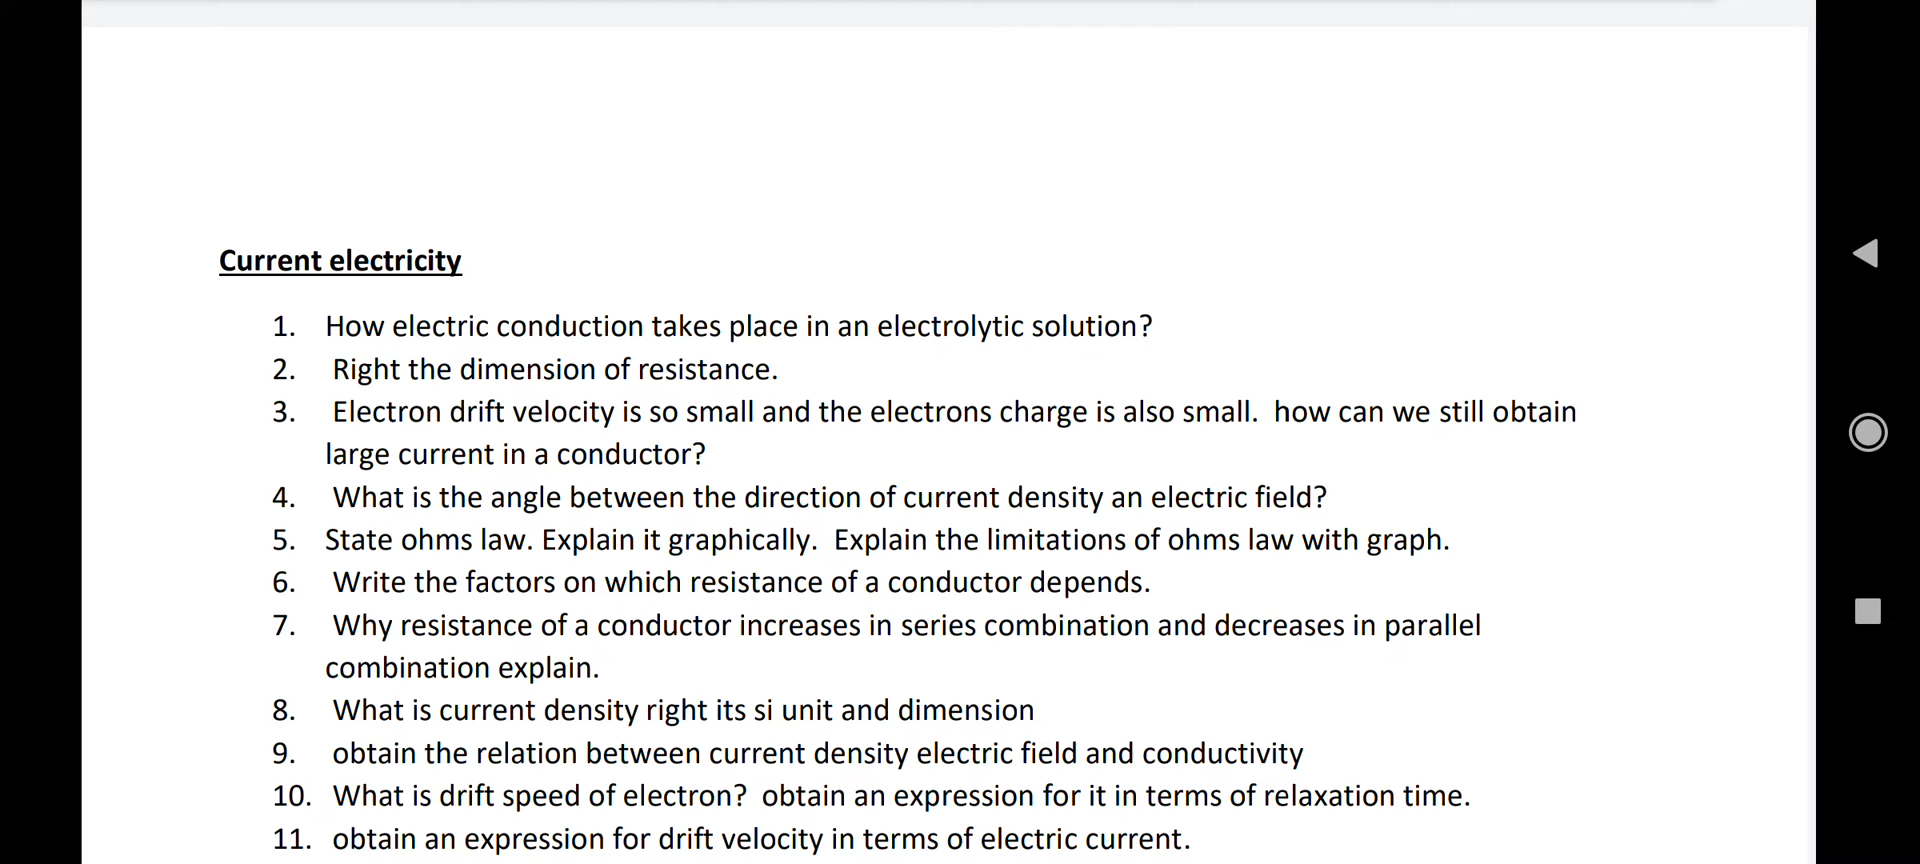 Current electricity
1. How electric conduction takes place in an electrolytic solution?
2. Right the dimension of resistance.
3. Electron drift velocity is so small and the electrons charge is also small. how can we still obtain
large current in a conductor?
4. What is the angle between the direction of current density an electric field?
5. State ohms law. Explain it graphically. Explain the limitations of ohms law with graph.
6. Write the factors on which resistance of a conductor depends.
7. Why resistance of a conductor increases in series combination and decreases in parallel
combination explain.
8. What is current density right its si unit and dimension
9. obtain the relation between current density electric field and conductivity
10. What is drift speed of electron? obtain an expression for it in terms of relaxation time.
11. obtain an expression for drift velocity in terms of electric current.